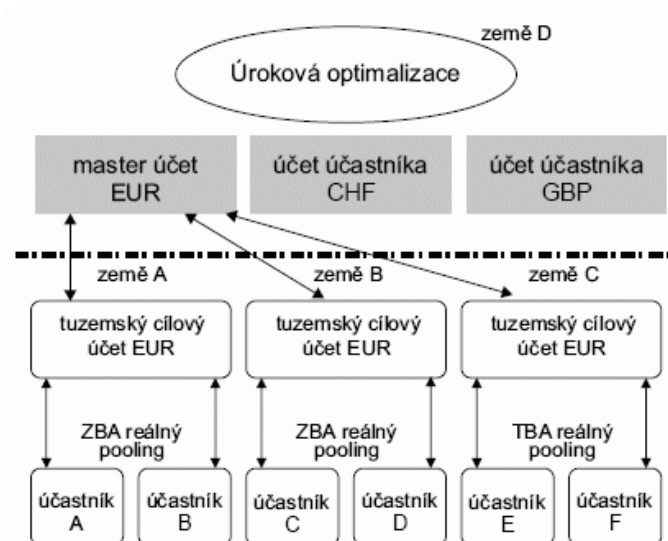 země D
Úroková optimalizace
master účet
EUR
účet účastníka
CHF
účet účastníka
GBP
země A
země B
země C
tuzemský cílový
účet EUR
tuzemský cílový
účet EUR
tuzemský cílový
účet EUR
ZBA reálný
pooling
ZBA reálný
pooling
TBA reálný
pooling
účastník
A
účastník
B
účastník
C
účastník
D
účastník
E
účastník
F